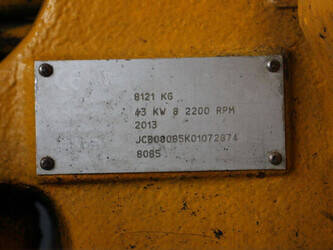 8121 KG
43 KW @ 2200 RPM
2013
JCB08085K01072874
8085